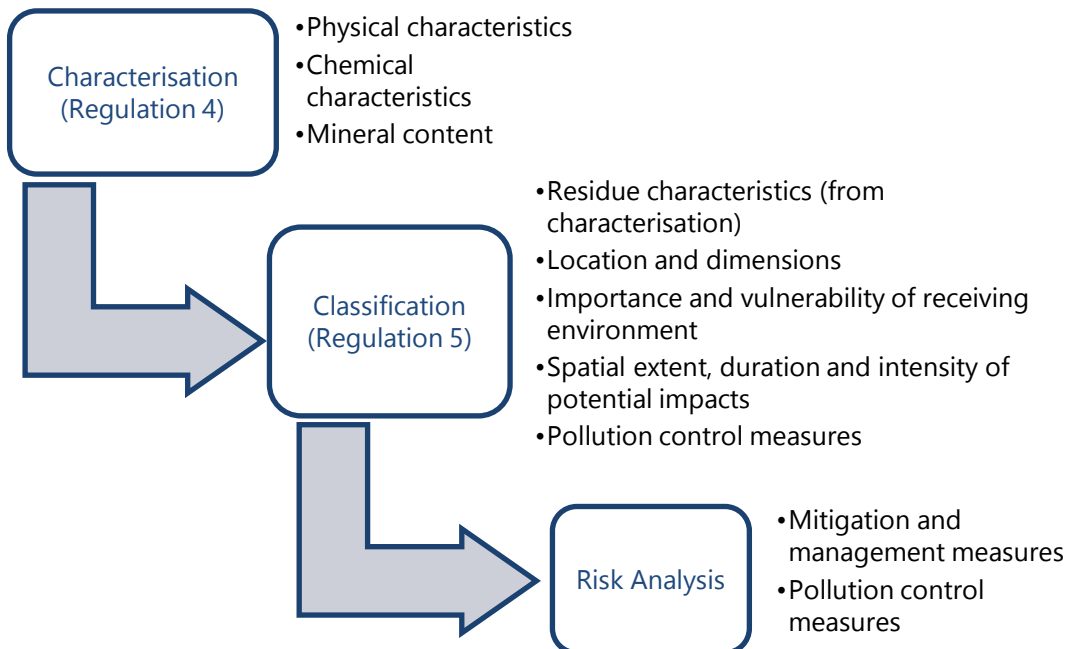 Characterisation
(Regulation 4)
•Physical characteristics
•Chemical
characteristics
•Mineral content
Classification
(Regulation 5)
•Residue characteristics (from
characterisation)
•Location and dimensions
•Importance and vulnerability of receiving
environment
•Spatial extent, duration and intensity of
potential impacts
•Pollution control measures
Risk Analysis
•Mitigation and
management measures
•Pollution control
measures